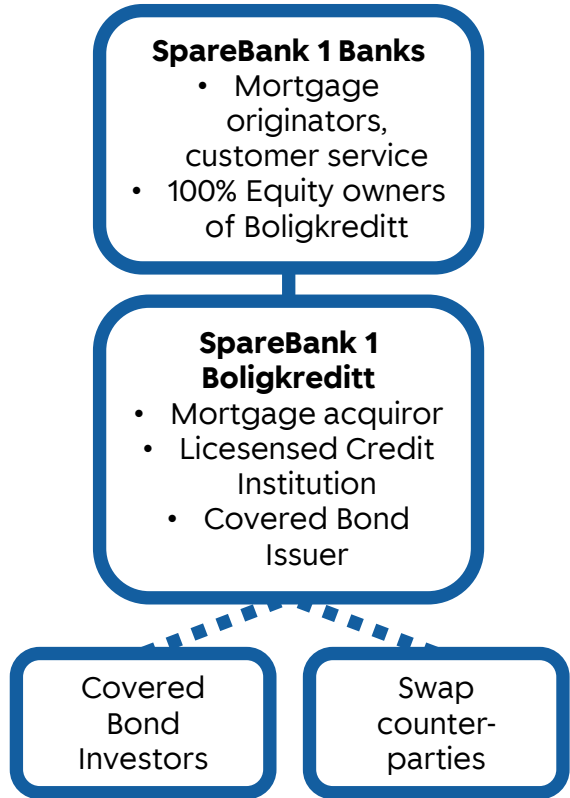 SpareBank 1 Banks
• Mortgage
originators,
customer service
• 100% Equity owners
of Boligkreditt
SpareBank 1
Boligkreditt
• Mortgage acquiror
• Licesensed Credit
Institution
• Covered Bond
Issuer
Covered
Bond
Investors
Swap
counter-
parties